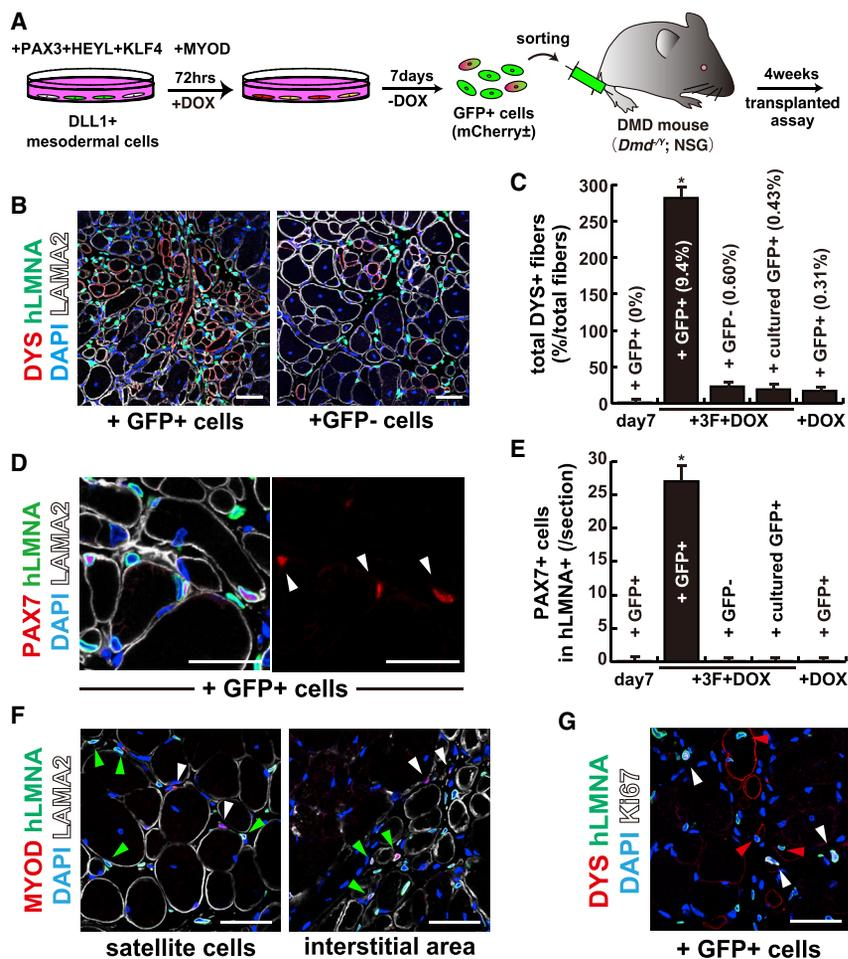 A
+PAX3+HEYL+KLF4 +MYOD
72hrs
+DOX
7days
-DOX
sorting
4weeks
transplanted
assay
DLL1+
mesodermal cells
GFP+ cells
(mCherry±)
DMD mouse
(Dmd-/Y; NSG)
B
DYS hLMNA
DAPI LAMA2
+ GFP+ cells
+GFP- cells
C
total DYS+ fibers
(%/total fibers)
300
250
200
150
100
50
0
*
+ GFP+ (0%)
+ GFP+ (9.4%)
+ GFP- (0.60%)
+ cultured GFP+ (0.43%)
+ GFP+ (0.31%)
day7
+3F+DOX
+DOX
D
PAX7 hLMNA
DAPI LAMA2
+ GFP+ cells
E
PAX7+ cells
in hLMNA+ (/section)
30
25
20
15
10
5
0
*
+ GFP+
+ GFP+
+ GFP-
+ cultured GFP+
+ GFP+
day7
+3F+DOX
+DOX
F
MYOD hLMNA
DAPI LAMA2
satellite cells
interstitial area
G
DYS hLMNA
DAPI Ki67
+ GFP+ cells